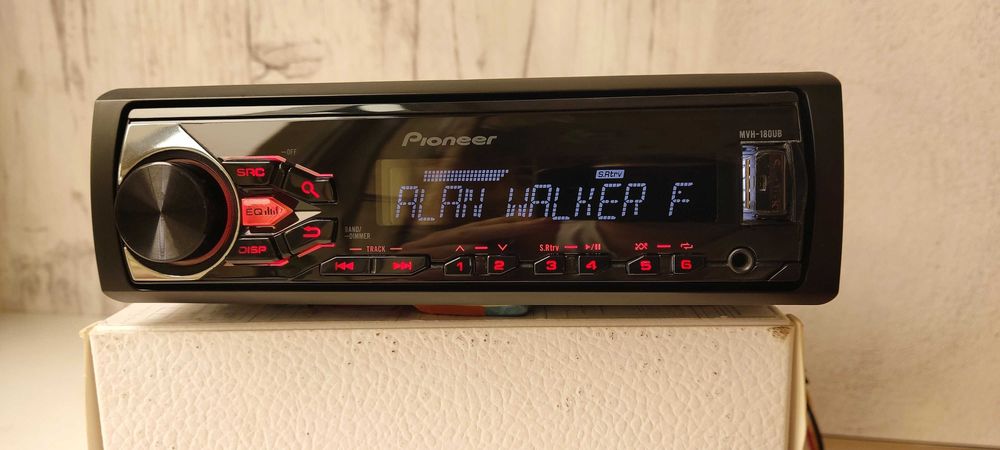 Pioneer
MVH-180UB
–OFF
SRC
S.Rtrv
ALAN WALKER F
EQ
BAND/
–DIMMER
DISP
TRACK
S.Rtrv
1 2 3 4 5 6